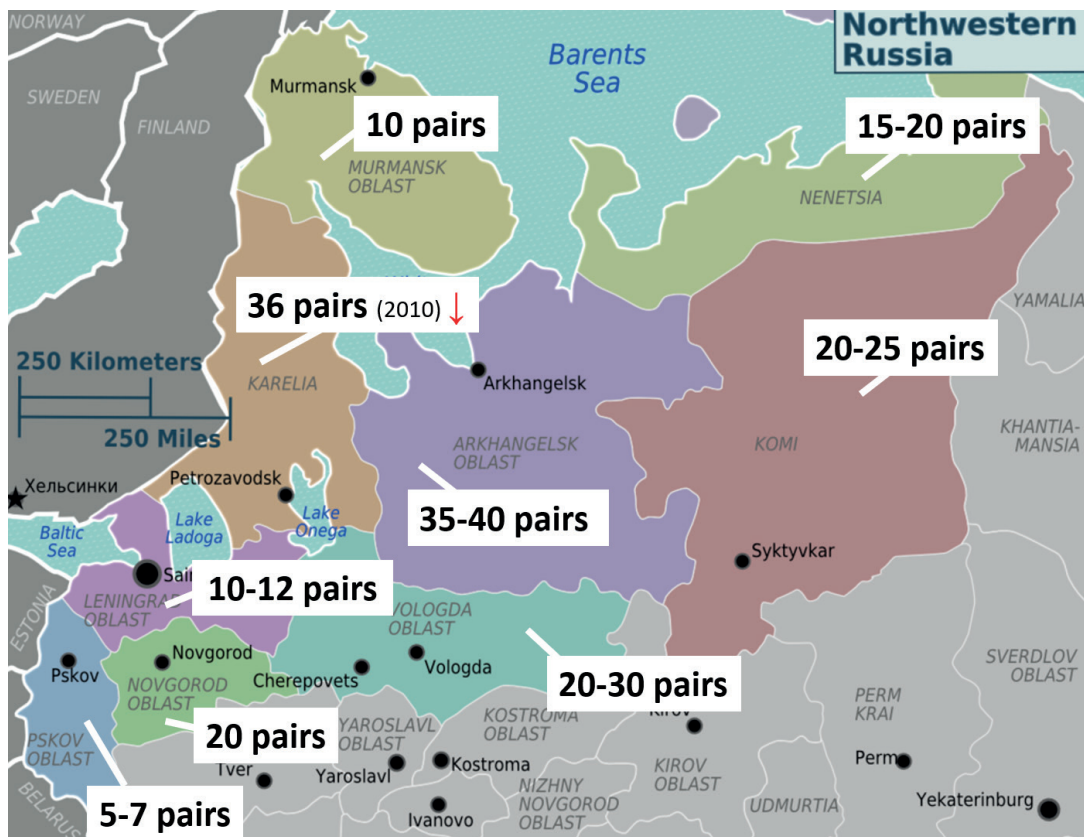 NORWAY
Northwestern
Russia
Barents
Sea
Murmansk
SWEDEN
FINLAND
10 pairs
15-20 pairs
MURMANSK
OBLAST
NENETSIA
YAMALIA
36 pairs (2010) ↓
20-25 pairs
250 Kilometers
KARELIA
Arkhangelsk
250 Miles
KHANTIA-
MANSIA
ARKHANGELSK
OBLAST
KOMI
Petrozavodsk
Хельсинки
Lake
Ladoga
Lake
Onega
35-40 pairs
Baltic
Sea
Syktyvkar
10-12 pairs
LENINGRAD
OBLAST
ESTONIA
VOLOGDA
OBLAST
Novgorod
Pskov
Cherepovets
Vologda
NOVGOROD
OBLAST
20-30 pairs
SVERDLOV
OBLAST
PERM
KRAI
20 pairs
YAROSLAVL
OBLAST
KOSTROMA
OBLAST
Kirov
PSKOV
OBLAST
Tver
Yaroslavl
Kostroma
KIROV
OBLAST
Perm
BELARUS
5-7 pairs
Ivanovo
NIZHNY
NOVGOROD
OBLAST
UDMURTIA
Yekaterinburg